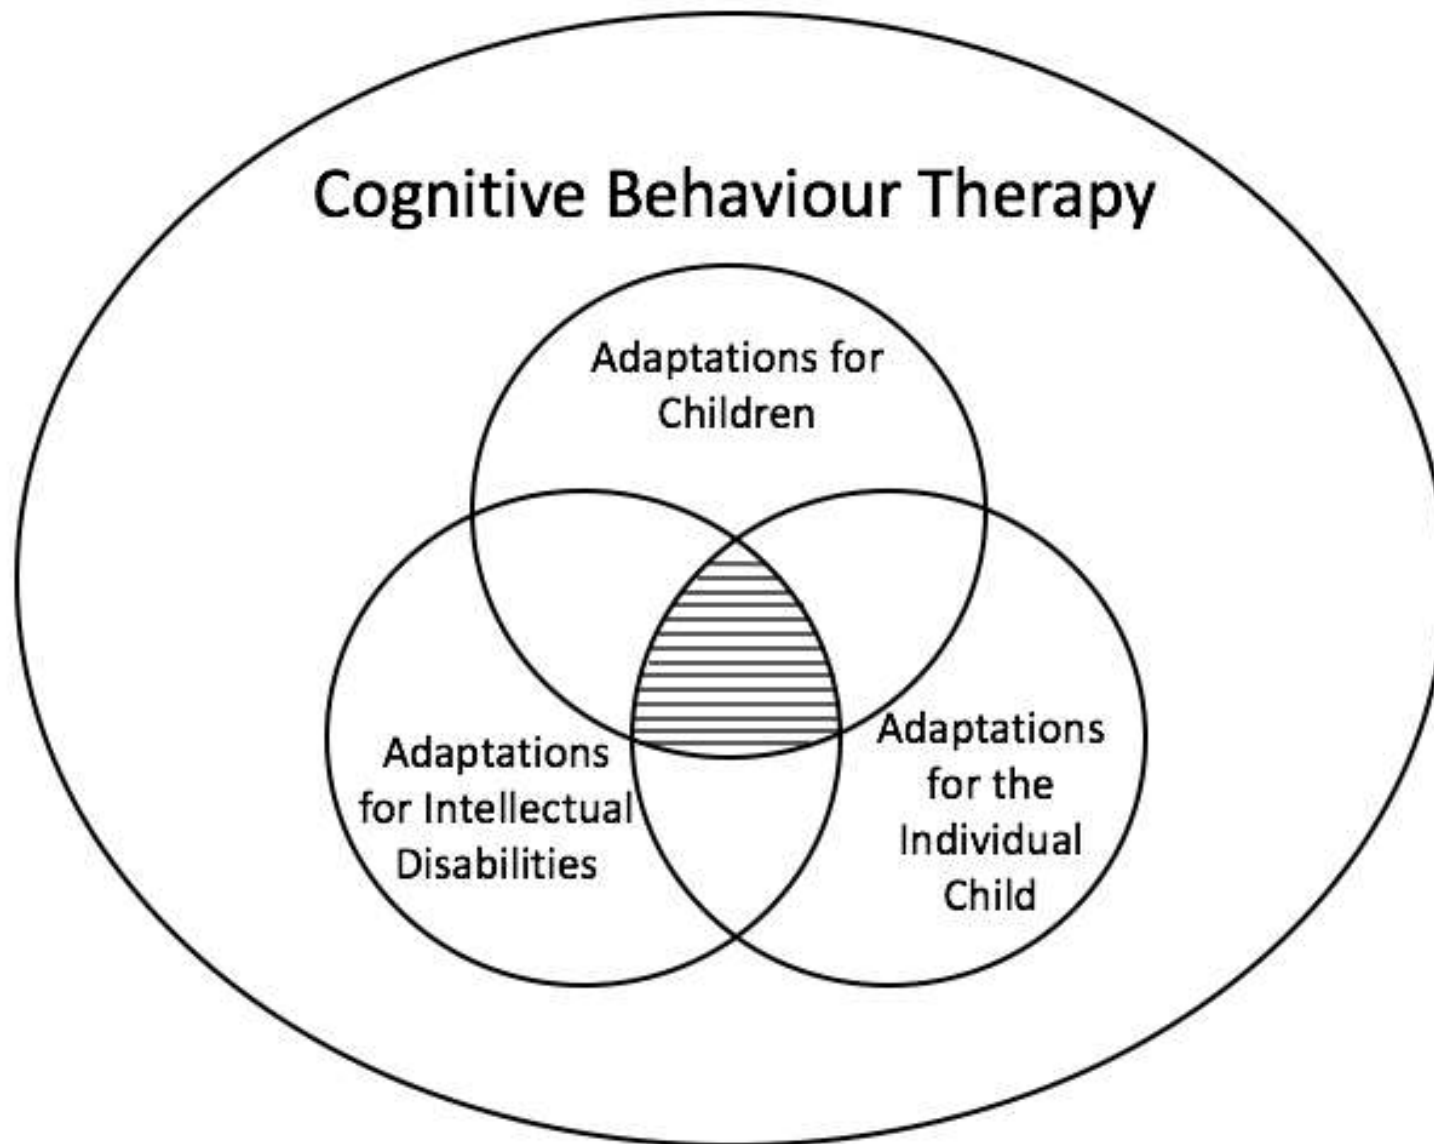 Cognitive Behaviour Therapy
Adaptations for
Children
Adaptations
for Intellectual
Disabilities
Adaptations
for the
Individual
Child